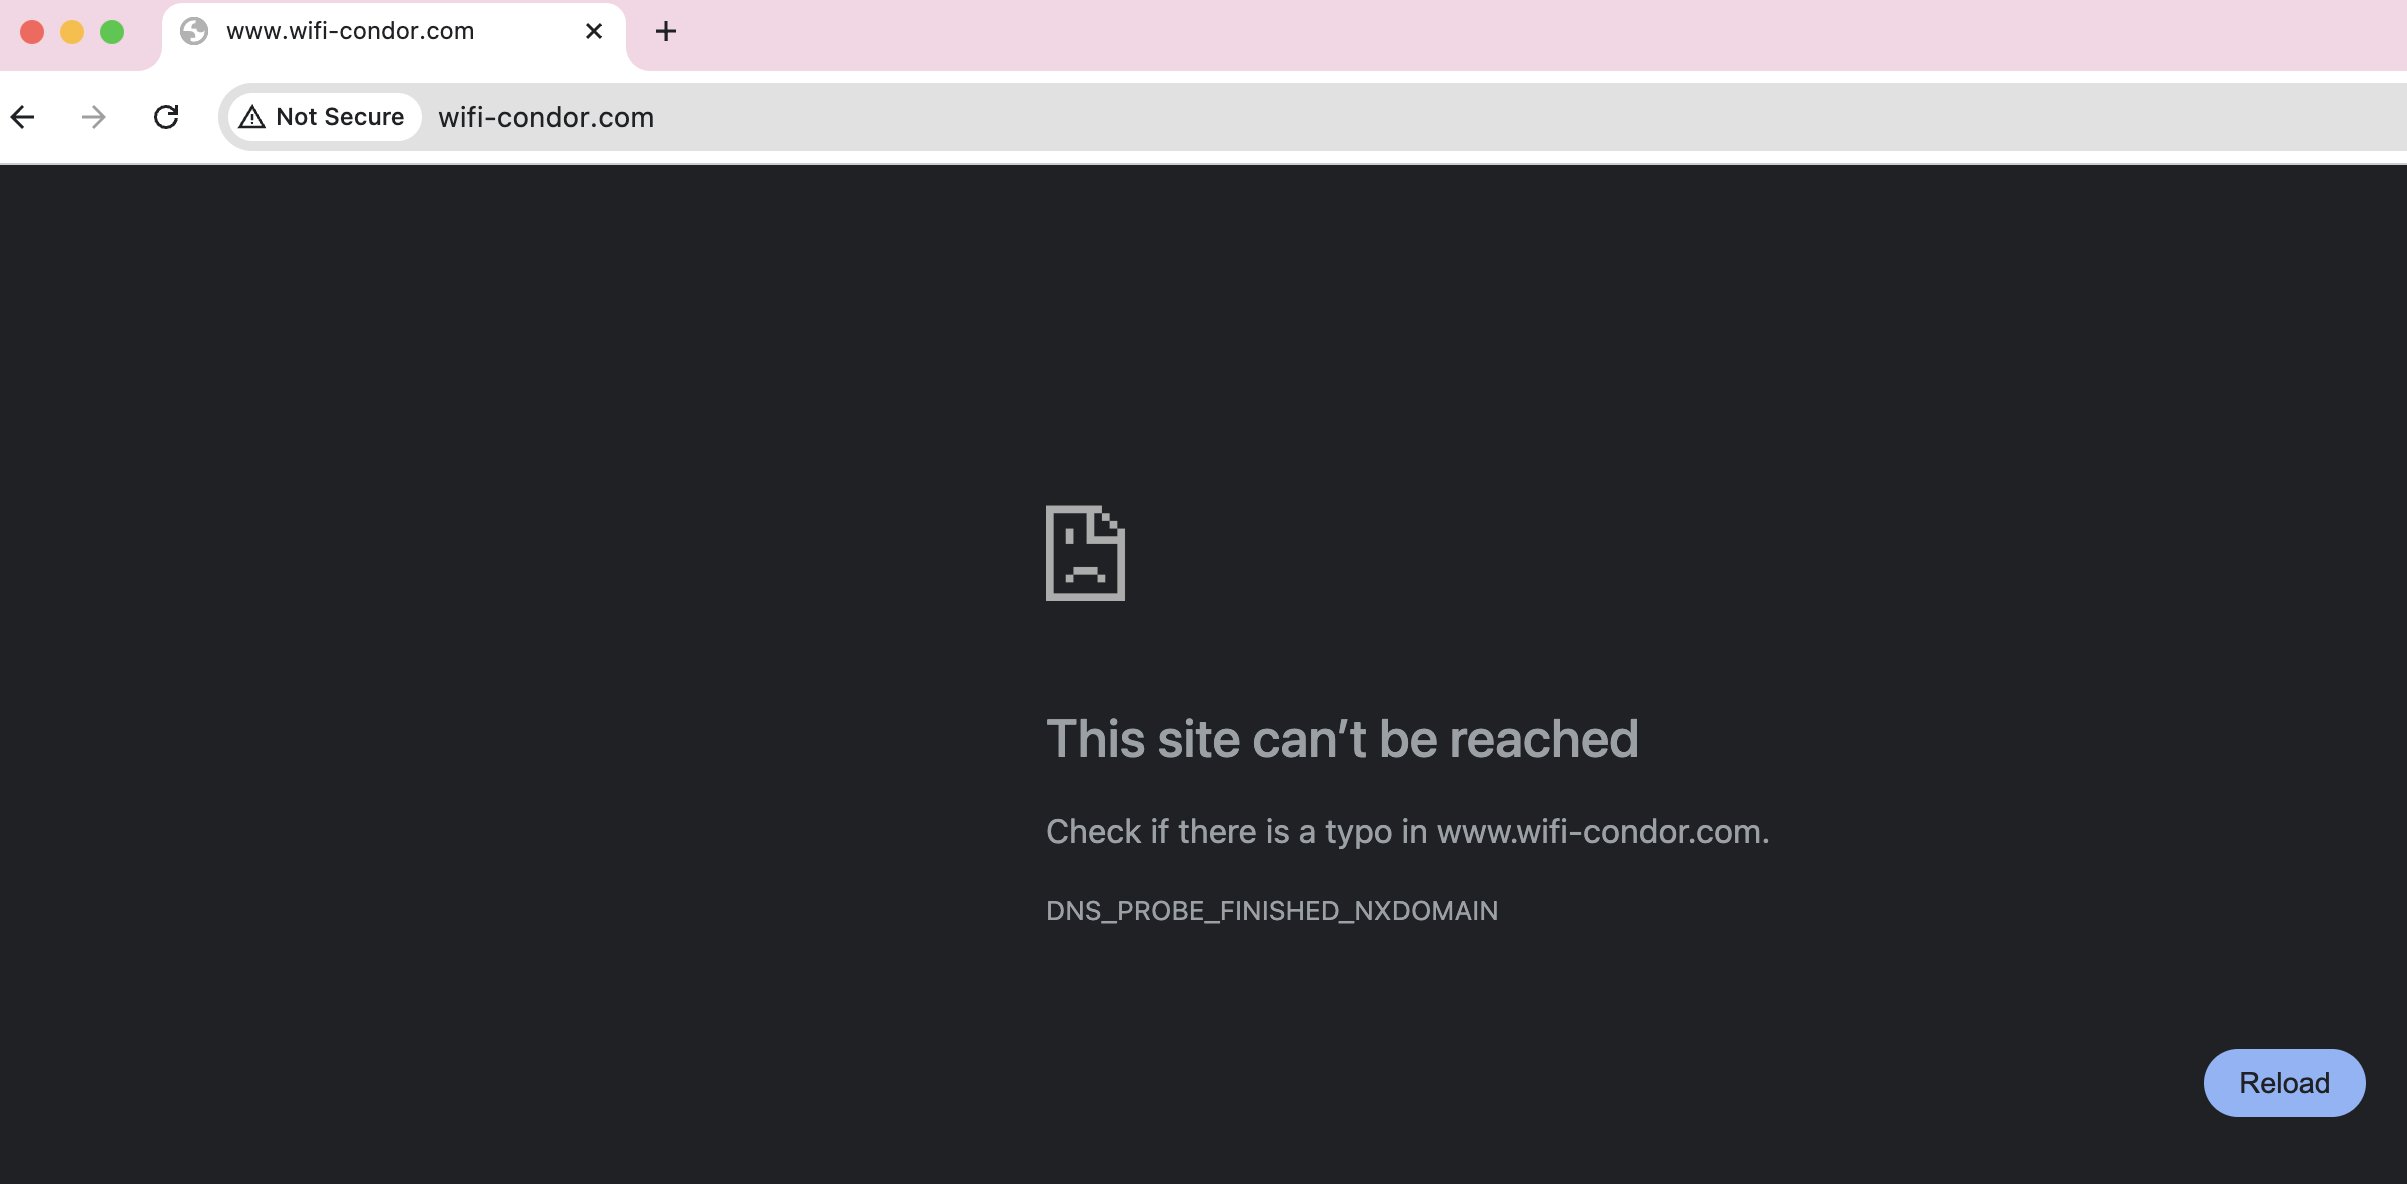 www.wifi-condor.com
Not Secure wifi-condor.com
This site can’t be reached
Check if there is a typo in www.wifi-condor.com.
DNS_PROBE_FINISHED_NXDOMAIN
Reload